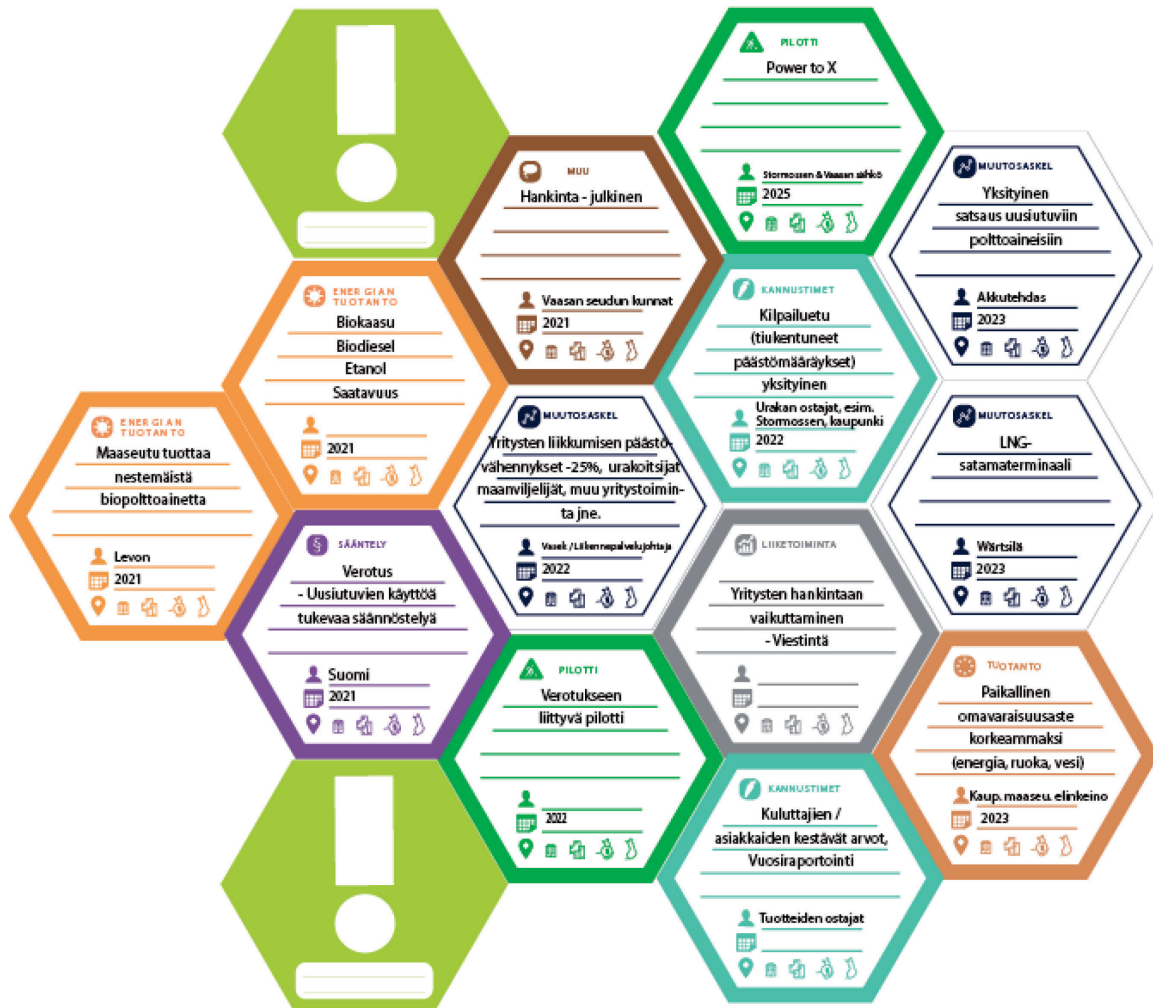 PILOTTI
Power to X
Stormossen & Vaasan sähkö
2025
MUU
Hankinta - julkinen
Vaasan seudun kunnat
2021
MUUTOSASKEL
Yksityinen
satsaus uusiutuviin
polttoaineisiin
Akkutehdas
2023
ENERGIAN
TUOTANTO
Biokaasu
Biodiesel
Etanol
Saatavuus
2021
KANNUSTIMET
Kilpailuetu
(tiukentuneet
päästömääräykset)
yksityinen
Urakan ostajat, esim.
Stormossen, kaupunki
2022
ENERGIAN
TUOTANTO
Maaseutu tuottaa
nestemäistä
biopolttoainetta
Levon
2021
MUUTOSASKEL
Yritysten liikkumisen päästö-
vähennykset -25%, urakoitsijat
maanviljelijät, muu yritystoimin-
ta jne.
Vasek / Liikennepalvelujohtaja
2022
MUUTOSASKEL
LNG-
satamaterminaali
Wärtsilä
2023
§
SÄÄNTELY
Verotus
- Uusiutuvien käyttöä
tukevaa säännöstelyä
Suomi
2021
LIIKETOIMINTA
Yritysten hankintaan
vaikuttaminen
- Viestintä
PILOTTI
Verotukseen
liittyvä pilotti
2022
TUOTANTO
Paikallinen
omavaraisuusaste
korkeammaksi
(energia, ruoka, vesi)
Kaup. maaseu. elinkeino
2023
KANNUSTIMET
Kuluttajien /
asiakkaiden kestävät arvot,
Vuosiraportointi
Tuotteiden ostajat